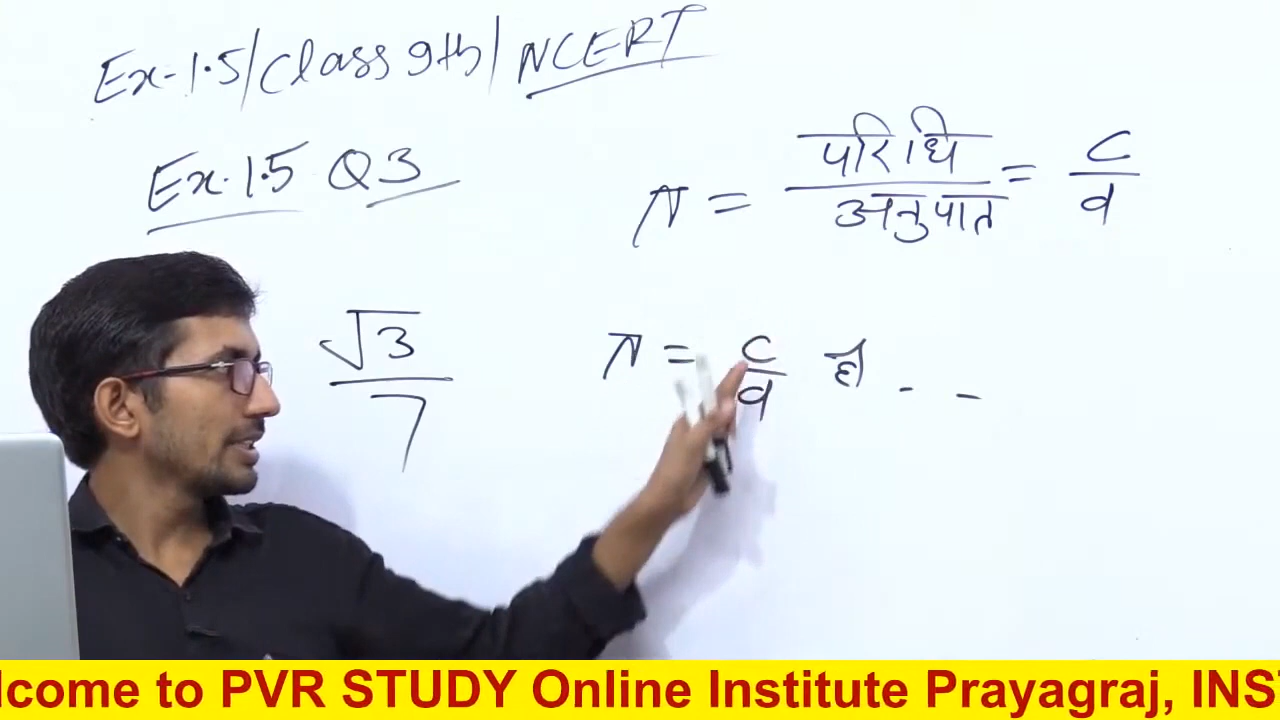 Ex-1.5/Class 9th/NCERT
Ex.1.5 Q3
π = परिधि/अनुपात = c/d
√3/7
π = c/d हो - -
lcome to PVR STUDY Online Institute Prayagraj, INS